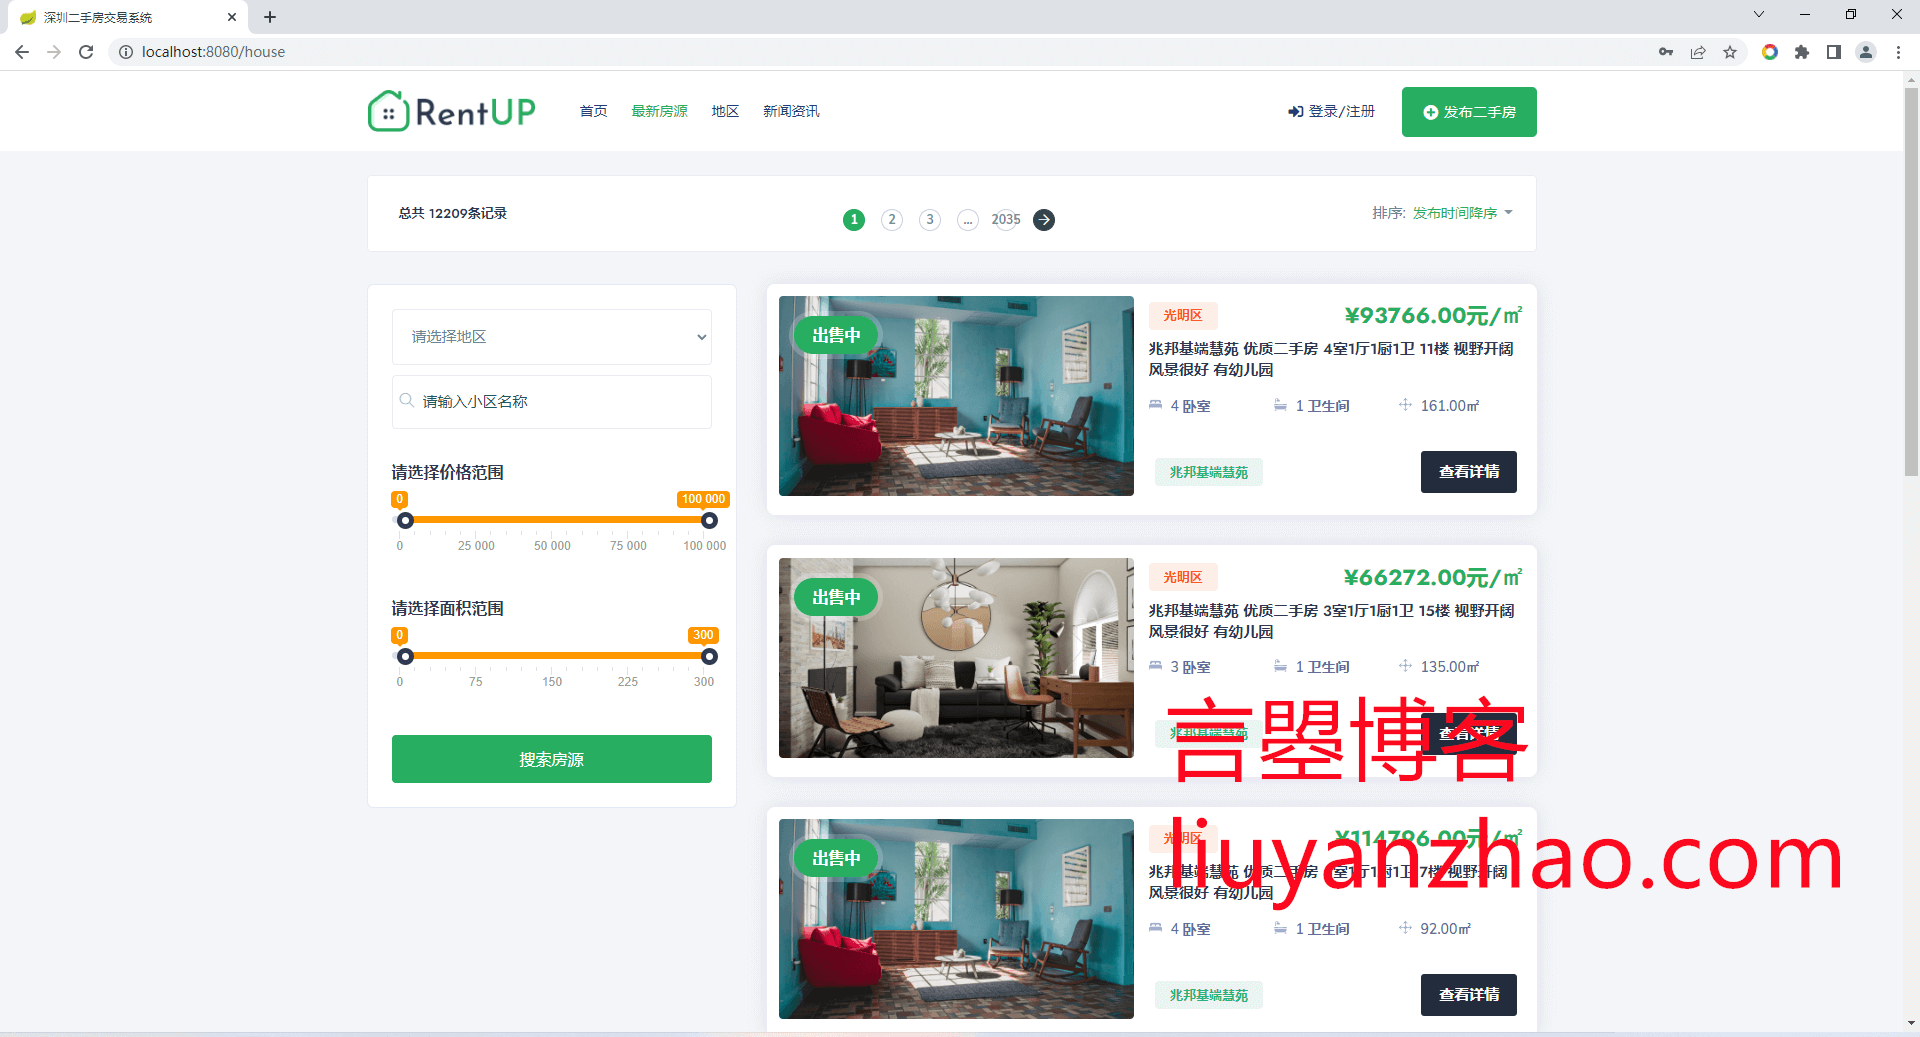 深圳二手房交易系统
localhost:8080/house
RentUP
首页 最新房源 地区 新闻资讯
登录/注册
发布二手房
总共 12209条记录
1 2 3 ... 2035
排序: 发布时间降序
请选择地区
请输入小区名称
请选择价格范围
0 100 000
0 25 000 50 000 75 000 100 000
请选择面积范围
0 300
0 75 150 225 300
搜索房源
出售中
光明区
¥93766.00元/㎡
兆邦基端慧苑 优质二手房 4室1厅1厨1卫 11楼 视野开阔
风景很好 有幼儿园
4 卧室 1 卫生间 161.00㎡
兆邦基端慧苑
查看详情
出售中
光明区
¥66272.00元/㎡
兆邦基端慧苑 优质二手房 3室1厅1厨1卫 15楼 视野开阔
风景很好 有幼儿园
3 卧室 1 卫生间 135.00㎡
兆邦基端慧苑
查看详情
言曌博客
liuyanzhao.com
出售中
光明区
¥114796.00元/㎡
兆邦基端慧苑 优质二手房 4室1厅1厨1卫 7楼 视野开阔
风景很好 有幼儿园
4 卧室 1 卫生间 92.00㎡
兆邦基端慧苑
查看详情